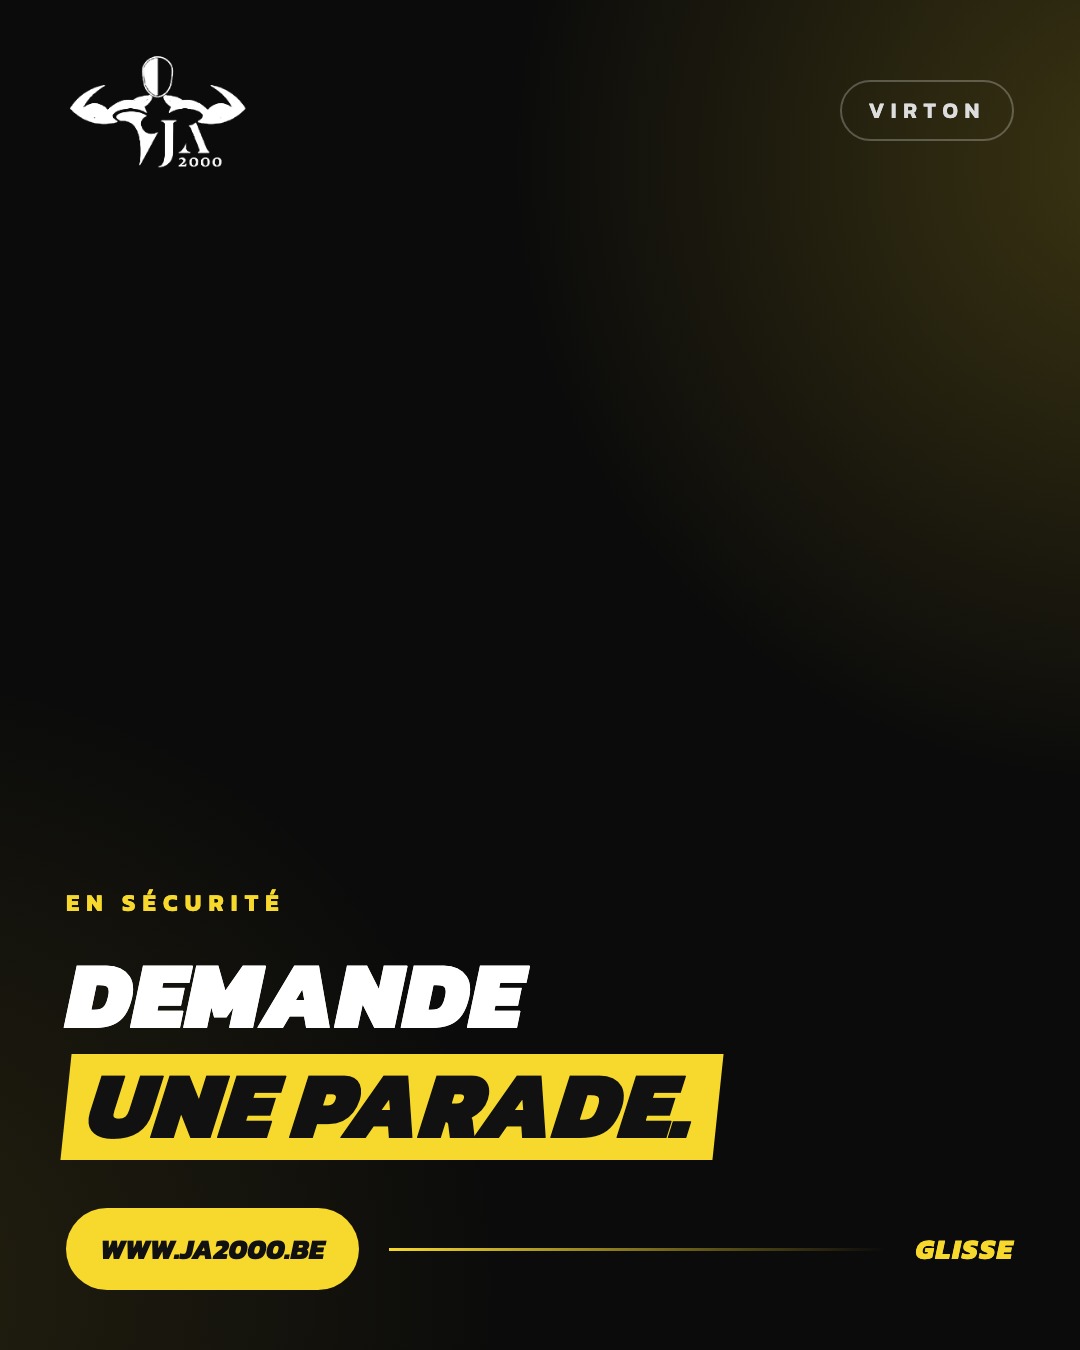 JA
2000
VIRTON
EN SÉCURITÉ
DEMANDE
UNE PARADE.
WWW.JA2000.BE
GLISSE